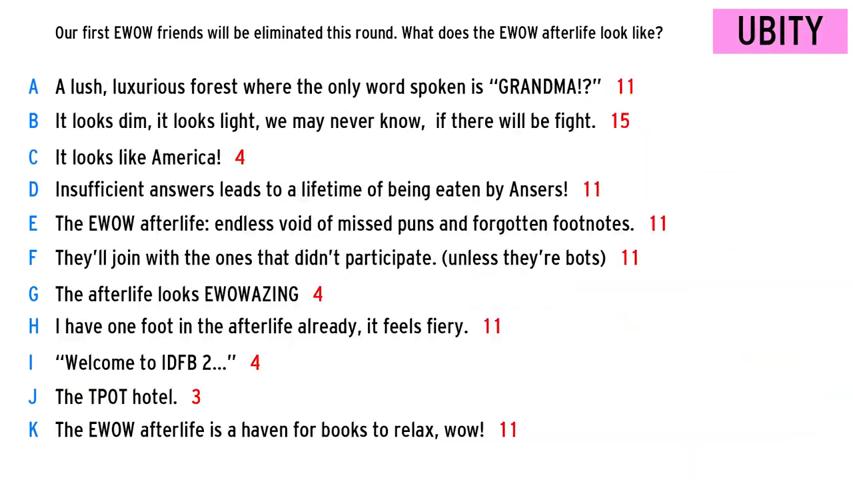 Our first EWOW friends will be eliminated this round. What does the EWOW afterlife look like?
UBITY
A A lush, luxurious forest where the only word spoken is “GRANDMA!?” 11
B It looks dim, it looks light, we may never know, if there will be fight. 15
C It looks like America! 4
D Insufficient answers leads to a lifetime of being eaten by Ansers! 11
E The EWOW afterlife: endless void of missed puns and forgotten footnotes. 11
F They’ll join with the ones that didn’t participate. (unless they’re bots) 11
G The afterlife looks EWOWAZING 4
H I have one foot in the afterlife already, it feels fiery. 11
I “Welcome to IDFB 2...” 4
J The TPOT hotel. 3
K The EWOW afterlife is a haven for books to relax, wow! 11